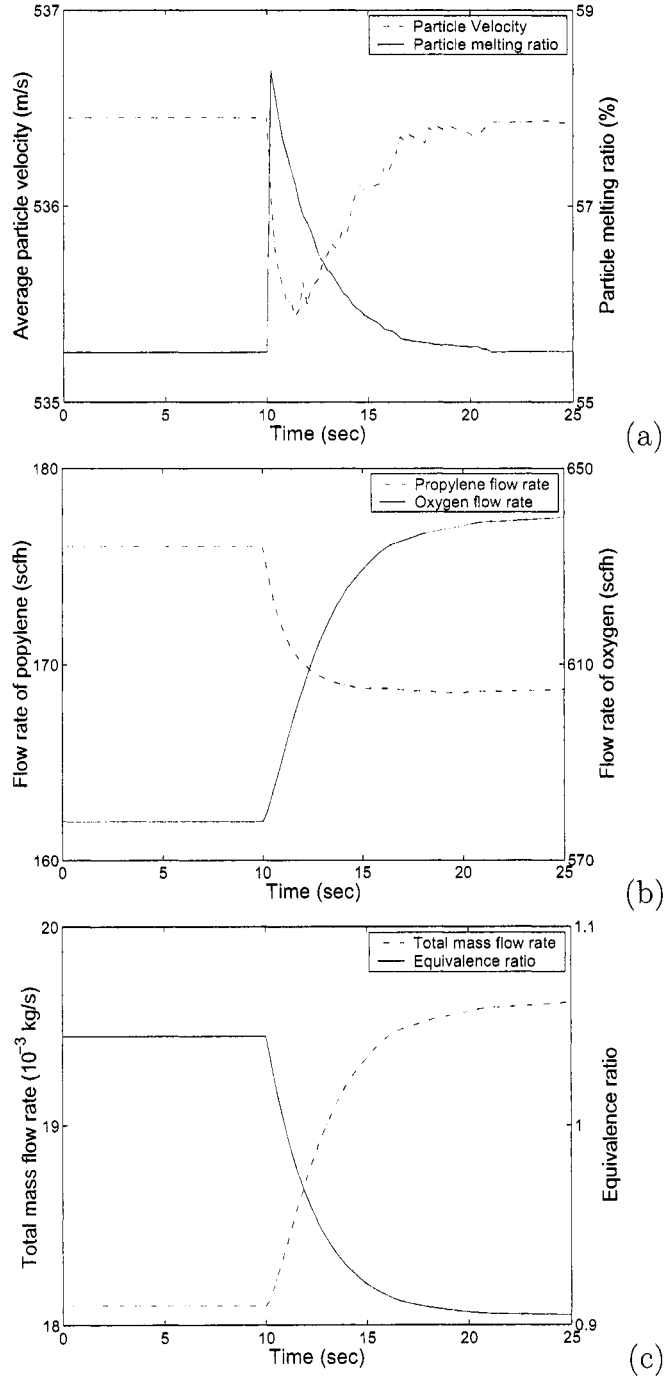 537
59
Particle Velocity
Particle melting ratio
Average particle velocity (m/s)
536
57
Particle melting ratio (%)
535
55
0 5 10 15 20 25
Time (sec)
(a)
180
650
Propylene flow rate
Oxygen flow rate
Flow rate of popylene (scfh)
170
610
Flow rate of oxygen (scfh)
160
570
0 5 10 15 20 25
Time (sec)
(b)
20
1.1
Total mass flow rate
Equivalence ratio
Total mass flow rate (10⁻³ kg/s)
19
1
Equivalence ratio
18
0.9
0 5 10 15 20 25
Time (sec)
(c)